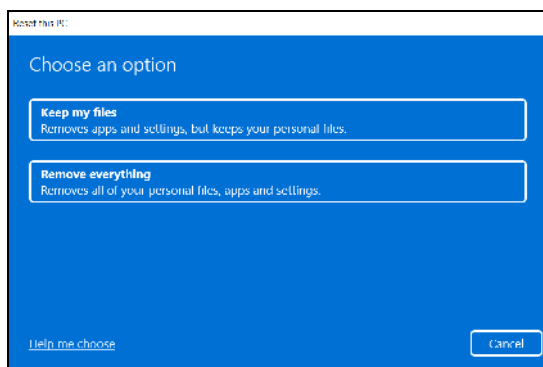 Reset this PC
Choose an option
Keep my files
Removes apps and settings, but keeps your personal files.
Remove everything
Removes all of your personal files, apps and settings.
Help me choose
Cancel